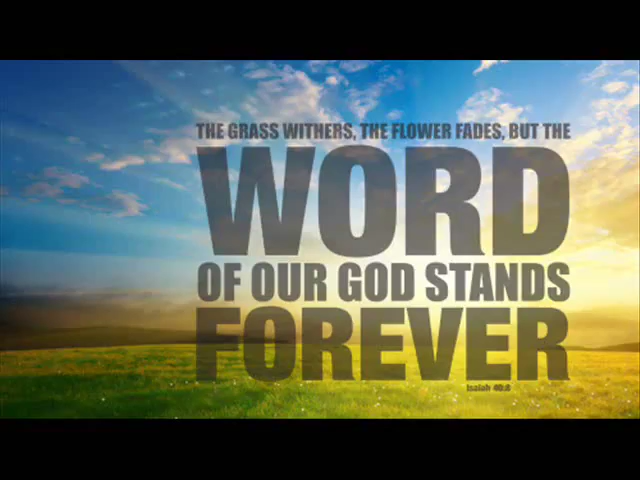 THE GRASS WITHERS, THE FLOWER FADES, BUT THE
WORD
OF OUR GOD STANDS
FOREVER
Isaiah 40:8